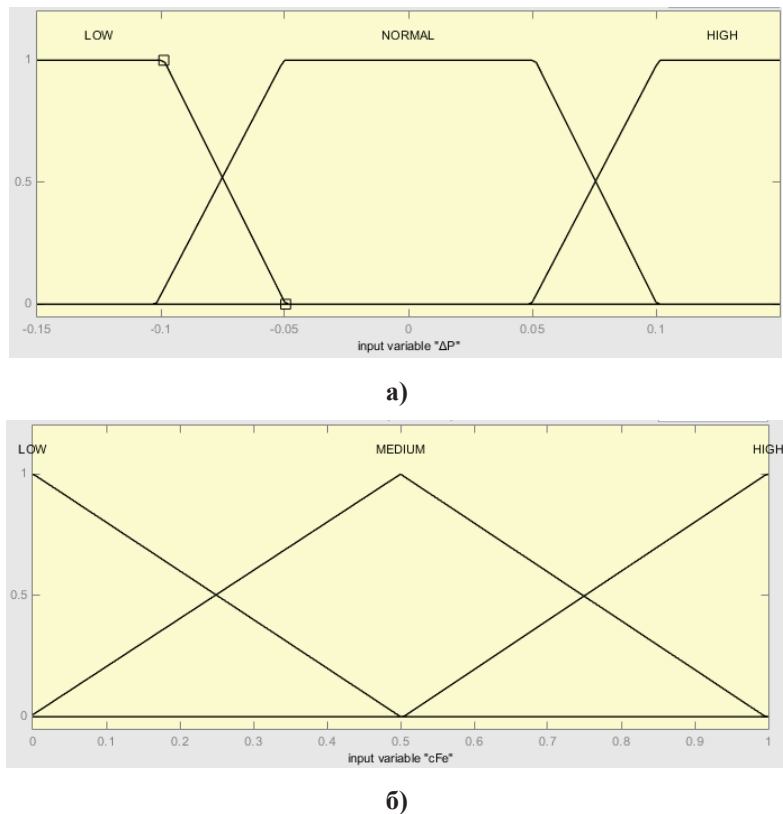 LOW NORMAL HIGH
1
0.5
0
-0.15 -0.1 -0.05 0 0.05 0.1
input variable "ΔP"
а)
LOW MEDIUM HIGH
1
0.5
0
0 0.1 0.2 0.3 0.4 0.5 0.6 0.7 0.8 0.9 1
input variable "cFe"
б)